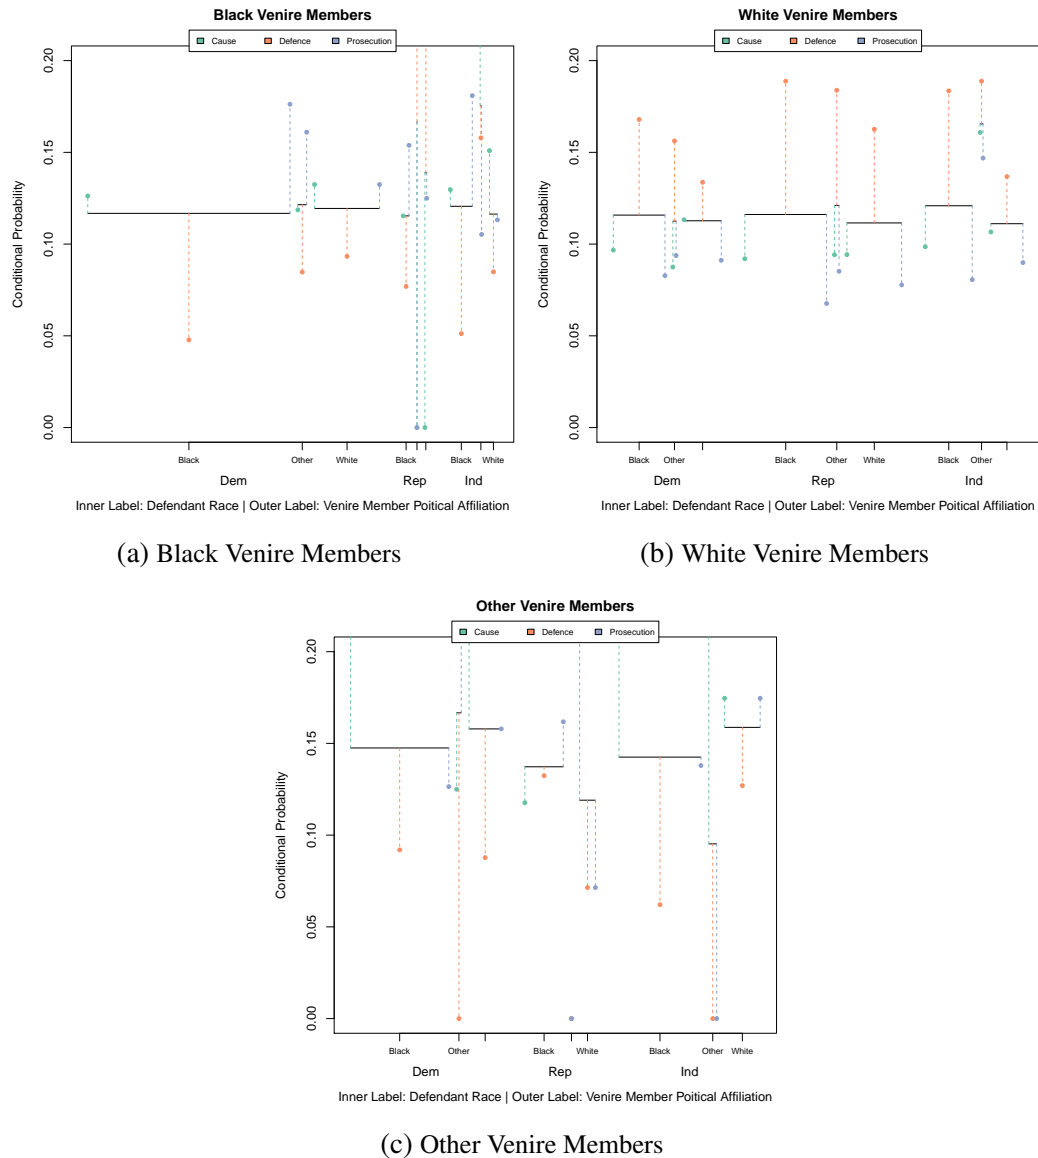 Black Venire Members
Cause Defence Prosecution
Conditional Probability
0.20
0.15
0.10
0.05
0.00
Black Other White Black Black White
Dem Rep Ind
Inner Label: Defendant Race | Outer Label: Venire Member Poitical Affiliation
(a) Black Venire Members
White Venire Members
Cause Defence Prosecution
Conditional Probability
0.20
0.15
0.10
0.05
0.00
Black Other Black Other White Black Other
Dem Rep Ind
Inner Label: Defendant Race | Outer Label: Venire Member Poitical Affiliation
(b) White Venire Members
Other Venire Members
Cause Defence Prosecution
Conditional Probability
0.20
0.15
0.10
0.05
0.00
Black Other Black White Black Other White
Dem Rep Ind
Inner Label: Defendant Race | Outer Label: Venire Member Poitical Affiliation
(c) Other Venire Members